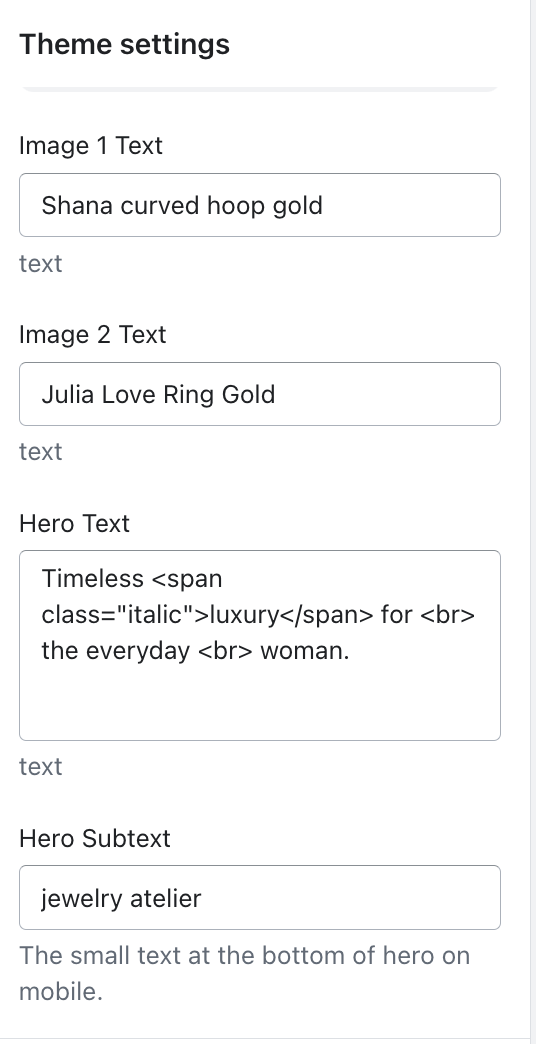 Theme settings
Image 1 Text
Shana curved hoop gold
text
Image 2 Text
Julia Love Ring Gold
text
Hero Text
Timeless <span
class="italic">luxury</span> for <br>
the everyday <br> woman.
text
Hero Subtext
jewelry atelier
The small text at the bottom of hero on
mobile.